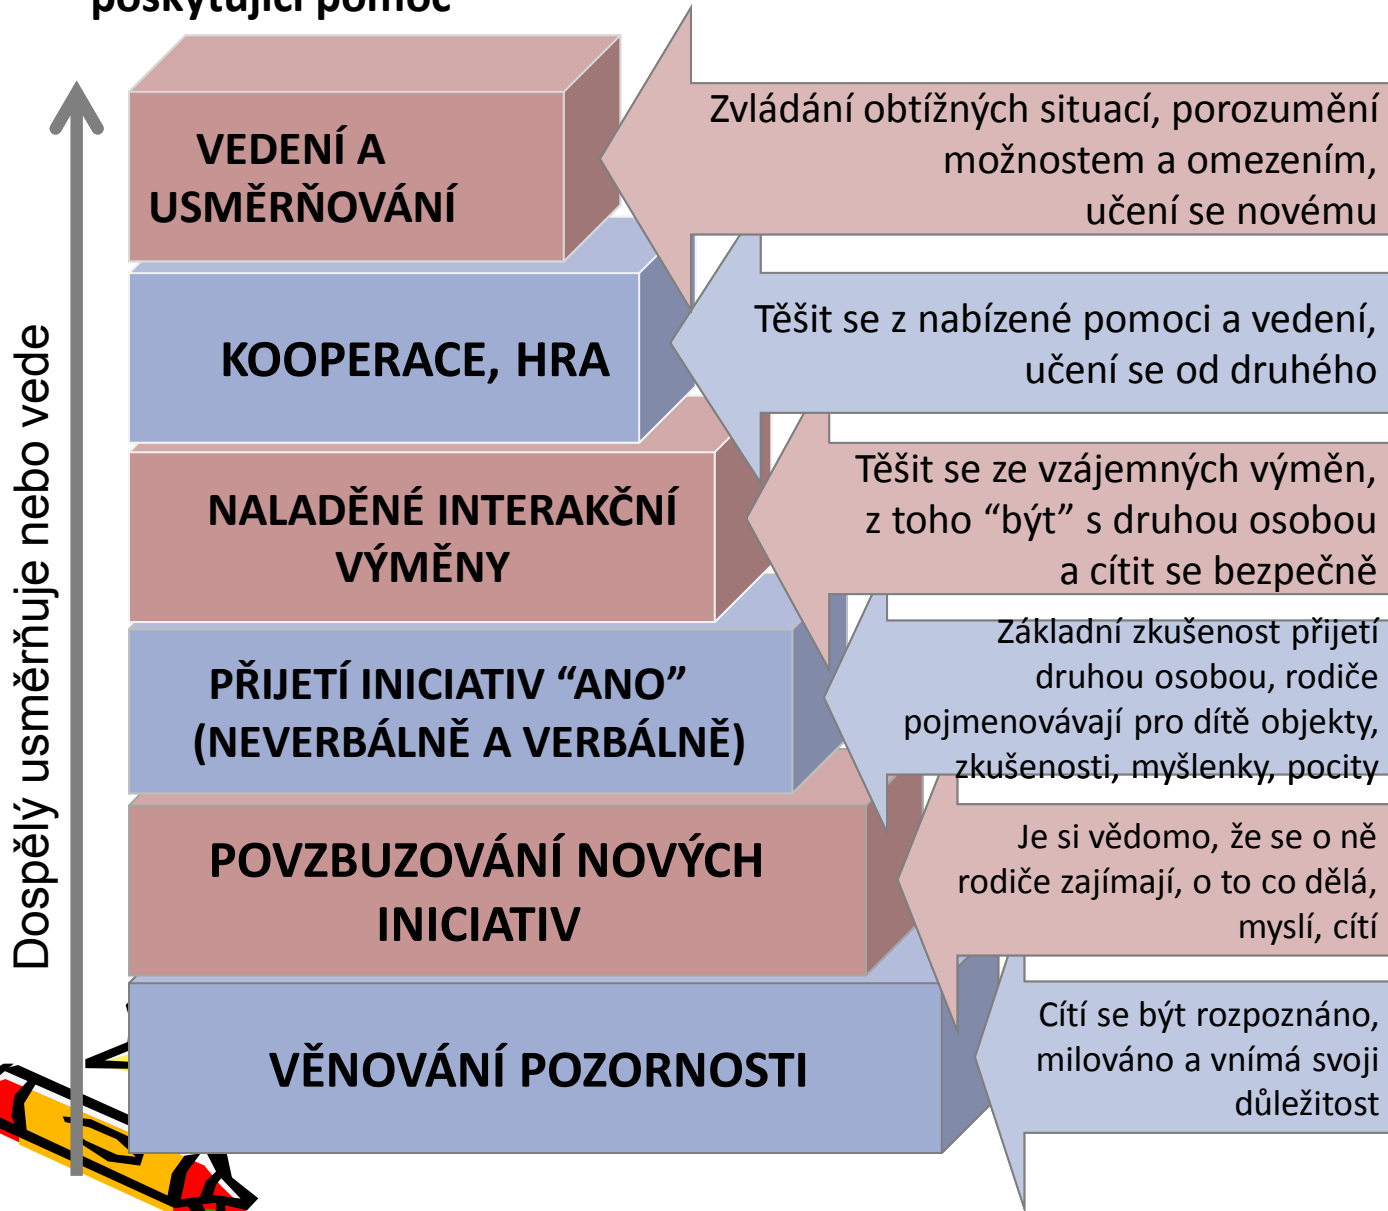 poskytující pomoc
VEDENÍ A
USMĚRŇOVÁNÍ
Zvládání obtížných situací, porozumění
možnostem a omezením,
učení se novému
KOOPERACE, HRA
Těšit se z nabízené pomoci a vedení,
učení se od druhého
NALADĚNÉ INTERAKČNÍ
VÝMĚNY
Těšit se ze vzájemných výměn,
z toho “být” s druhou osobou
a cítit se bezpečně
PŘIJETÍ INICIATIV “ANO”
(NEVERBÁLNĚ A VERBÁLNĚ)
Základní zkušenost přijetí
druhou osobou, rodiče
pojmenovávají pro dítě objekty,
zkušenosti, myšlenky, pocity
POVZBUZOVÁNÍ NOVÝCH
INICIATIV
Je si vědomo, že se o ně
rodiče zajímají, o to co dělá,
myslí, cítí
VĚNOVÁNÍ POZORNOSTI
Cítí se být rozpoznáno,
milováno a vnímá svoji
důležitost
Dospělý usměrňuje nebo vede